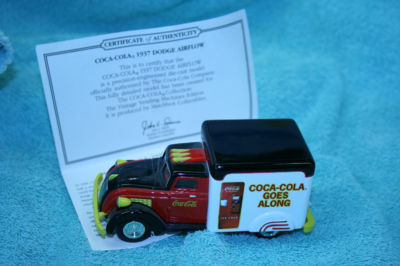 CERTIFICATE OF AUTHENTICITY
COCA-COLA® 1937 DODGE AIRFLOW
This is to certify that the
COCA-COLA® 1937 DODGE AIRFLOW
is a precision-engineered die-cast model
officially authorized by The Coca-Cola Company.
This fully detailed model has been created for
The COCA-COLA® Collection:
The Vintage Vending Machines Edition
It is produced by Matchbox Collectibles
Coca-Cola
Coca-Cola
COCA-COLA
GOES
ALONG